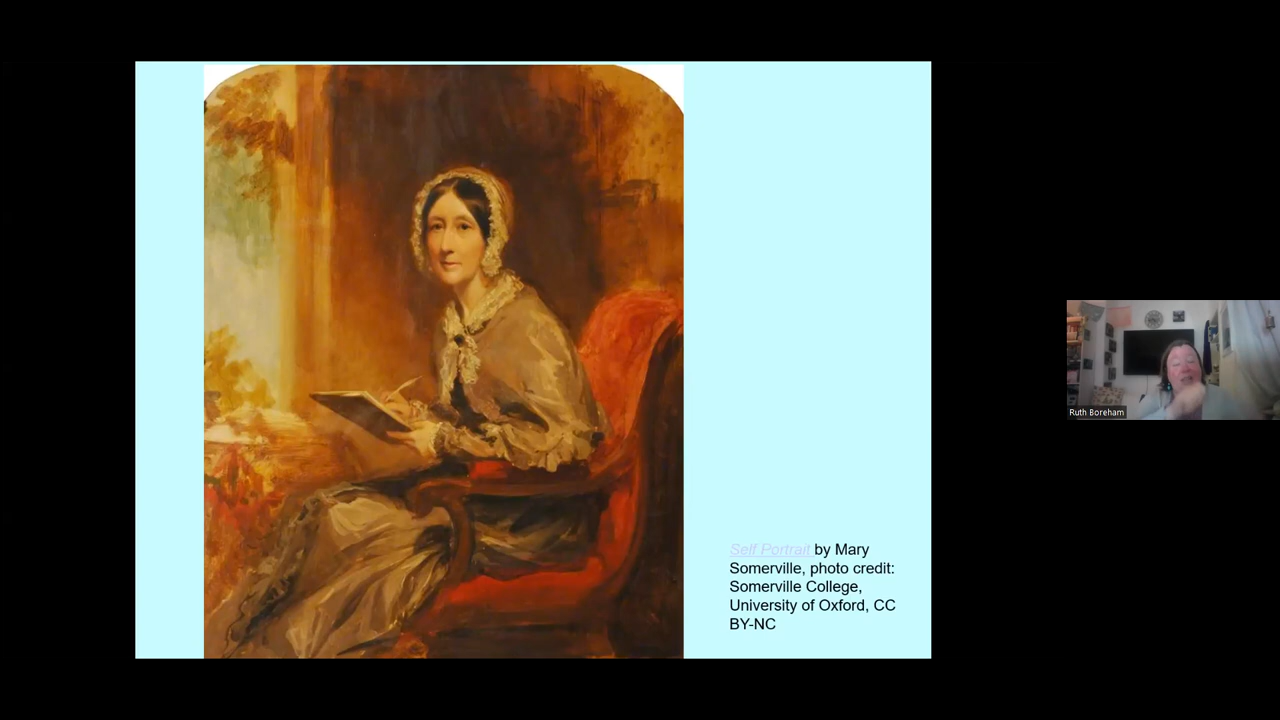 Self Portrait by Mary
Somerville, photo credit:
Somerville College,
University of Oxford, CC
BY-NC
Ruth Boreham